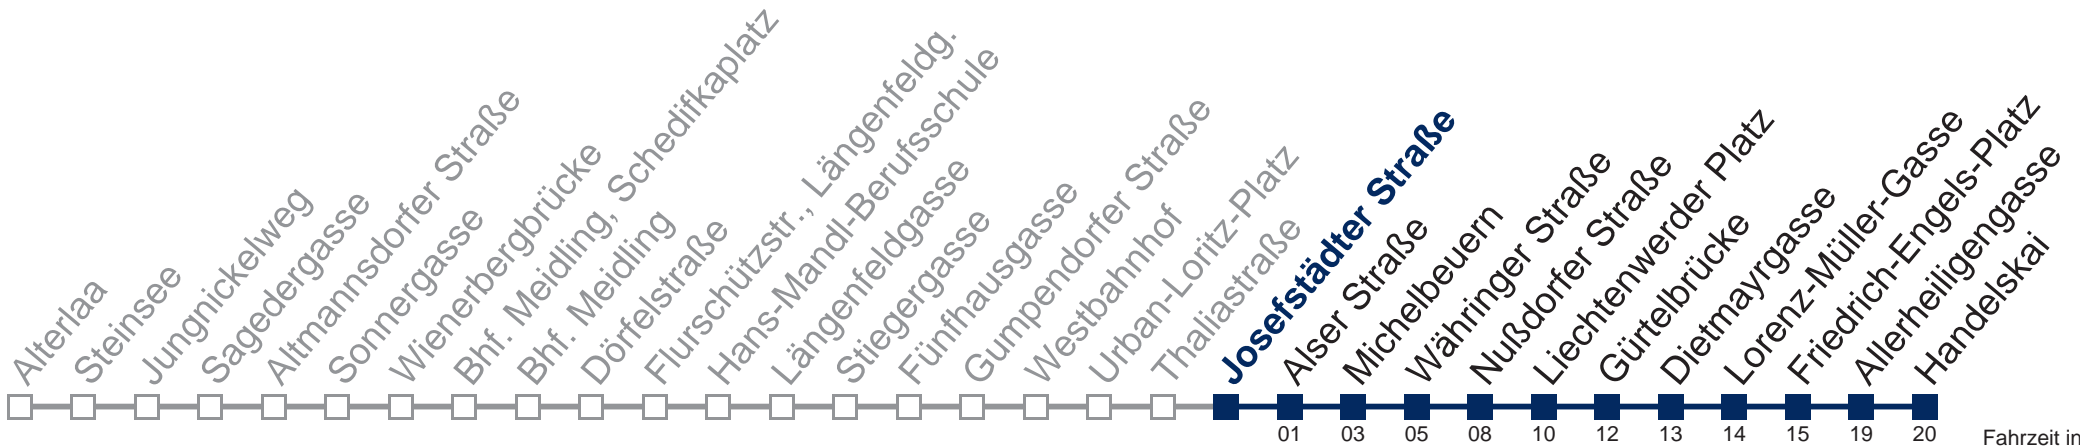 Alterlaa
Steinsee
Jungnickelweg
Sagedergasse
Altmannsdorfer Straße
Sonnergasse
Wienerbergbrücke
Bhf. Meidling, Schedifkaplatz
Bhf. Meidling
Dörfelstraße
Flurschützstr., Längenfeldg.
Hans-Mandl-Berufsschule
Längenfeldgasse
Stiegergasse
Fünfhausgasse
Gumpendorfer Straße
Westbahnhof
Urban-Loritz-Platz
Thaliastraße
Josefstädter Straße
Alser Straße
Michelbeuern
Währinger Straße
Nußdorfer Straße
Liechtenwerder Platz
Gürtelbrücke
Dietmayrgasse
Lorenz-Müller-Gasse
Friedrich-Engels-Platz
Allerheiligengasse
Handelskai
01 03 05 08 10 12 13 14 15 19 20 Fahrzeit in